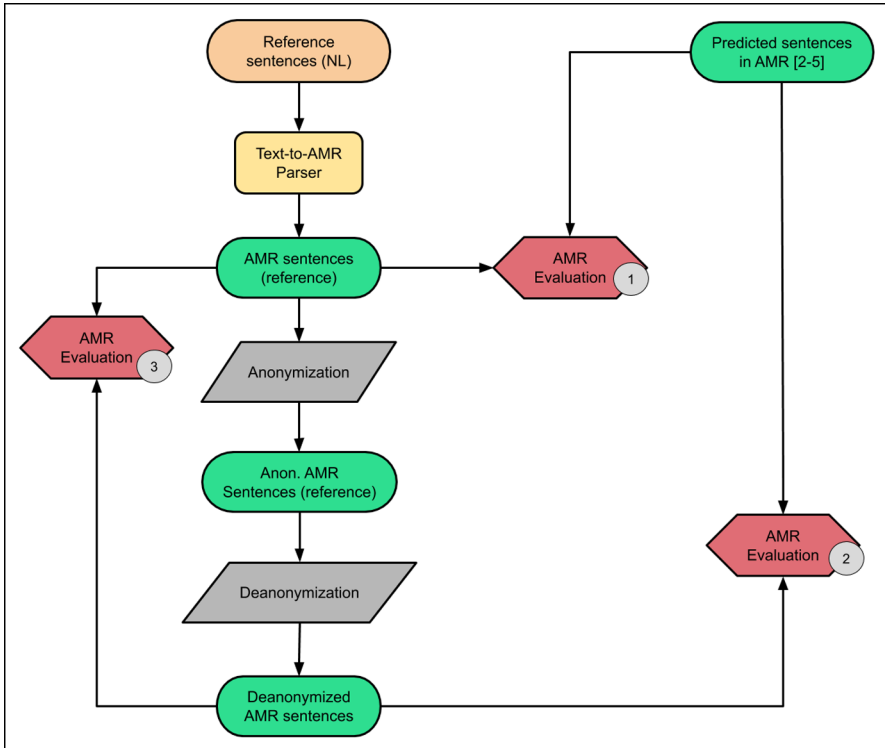 Reference
sentences (NL)
Predicted sentences
in AMR [2-5]
Text-to-AMR
Parser
AMR sentences
(reference)
AMR
Evaluation
1
AMR
Evaluation
3
Anonymization
Anon. AMR
Sentences (reference)
AMR
Evaluation
2
Deanonymization
Deanonymized
AMR sentences